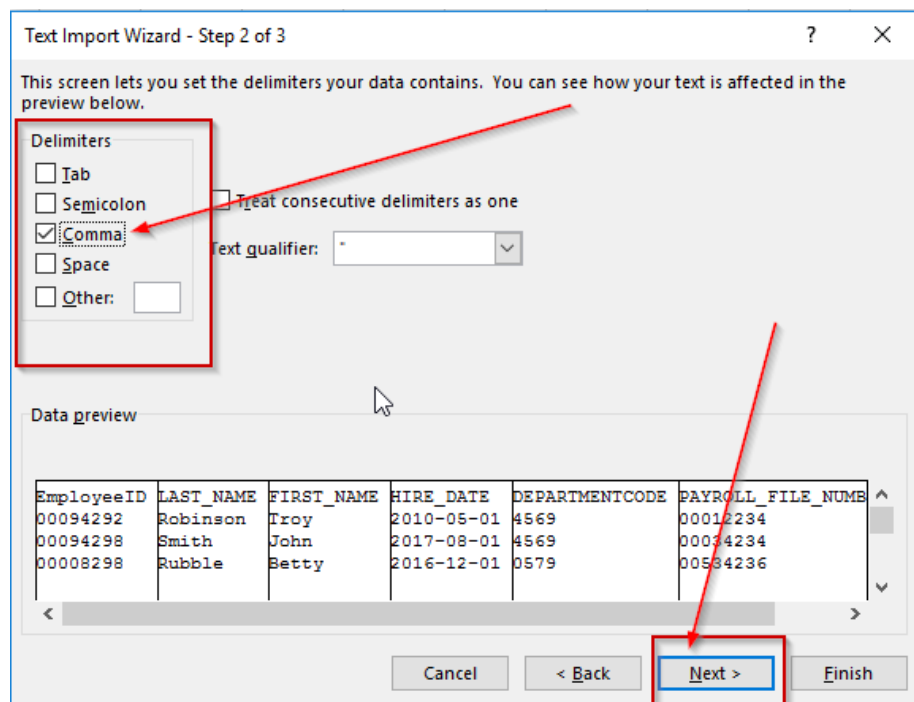 Text Import Wizard - Step 2 of 3 ? ✕
This screen lets you set the delimiters your data contains. You can see how your text is affected in the
preview below.
Delimiters
Tab
Semicolon
Comma
Space
Other:
Treat consecutive delimiters as one
Text qualifier: "
Data preview
EmployeeID LAST_NAME FIRST_NAME HIRE_DATE DEPARTMENTCODE PAYROLL_FILE_NUMB
00094292 Robinson Troy 2010-05-01 4569 00012234
00094298 Smith John 2017-08-01 4569 00034234
00008298 Rubble Betty 2016-12-01 0579 00534236
Cancel < Back Next > Finish